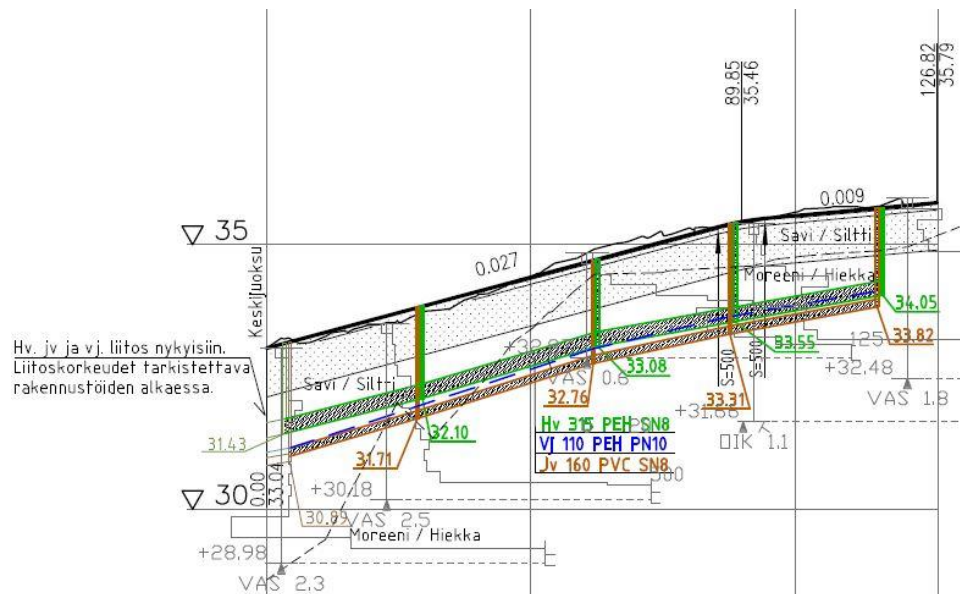 89.85
35.46
126.82
35.79
35
0.009
0.027
Savi / Siltti
Moreeni / Hiekka
Keskijuoksu
34.05
33.82
Hv. jv ja vj. liitos nykyisiin.
Liitoskorkeudet tarkistettava
rakennustöiden alkaessa.
Savi / Siltti
33.08
VAS 0.6
S=500
S=500
33.55
125
+32,48
VAS 1.8
31.43
32.10
32.76
33.31
+31,66
Hv 315 PEH SN8
VJ 110 PEH PN10
Jv 160 PVC SN8
OIK 1.1
31.71
30
0.00
33.04
+30,18
30.89
VAS 2,5
Moreeni / Hiekka
+28,98
VAS 2,3